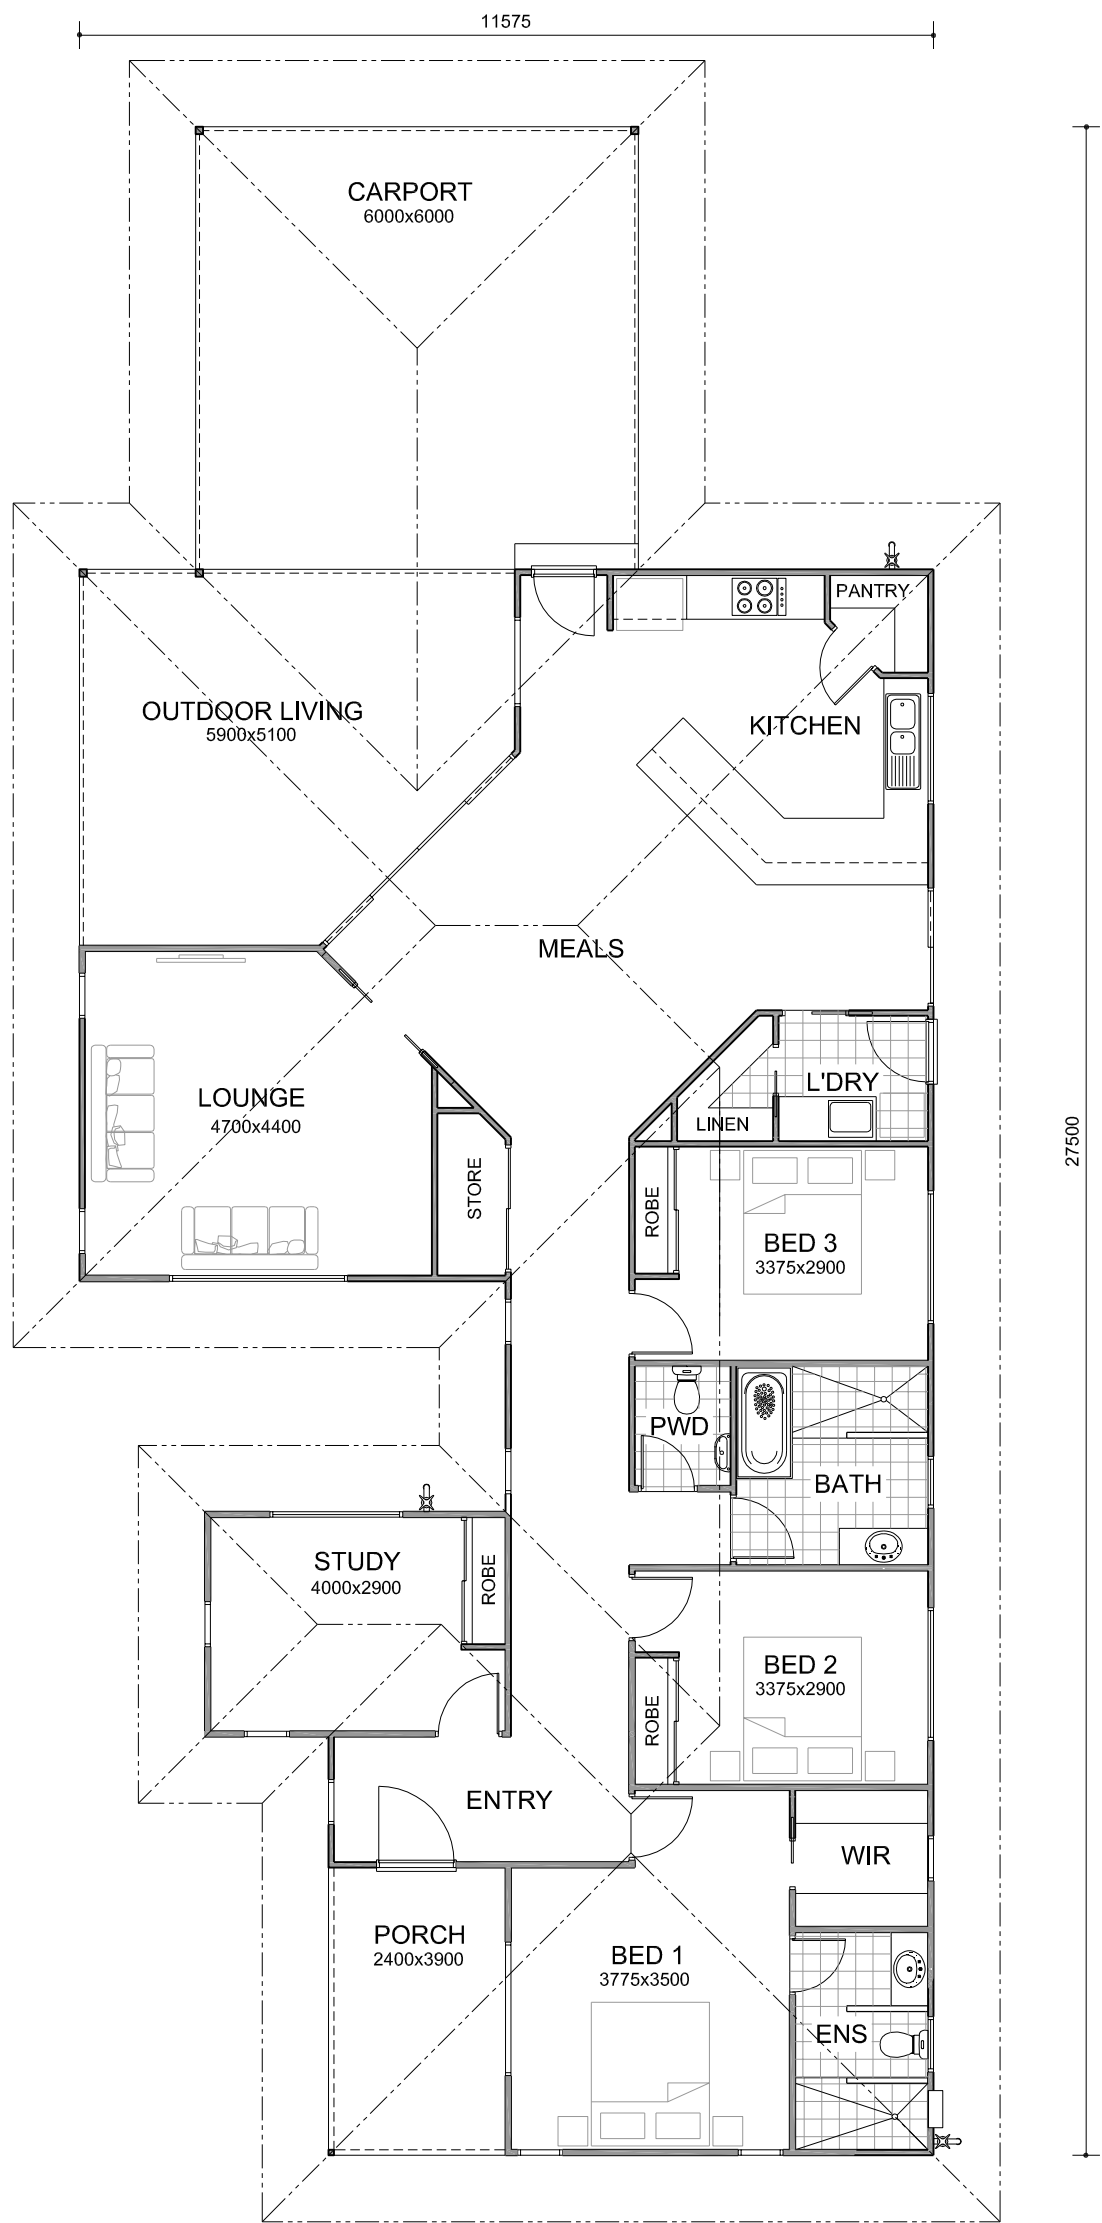 11575
CARPORT
6000x6000
PANTRY
OUTDOOR LIVING
5900x5100
KITCHEN
MEALS
LOUNGE
4700x4400
L'DRY
LINEN
27500
STORE
ROBE
BED 3
3375x2900
PWD
BATH
STUDY
4000x2900
ROBE
BED 2
3375x2900
ROBE
ENTRY
WIR
PORCH
2400x3900
BED 1
3775x3500
ENS